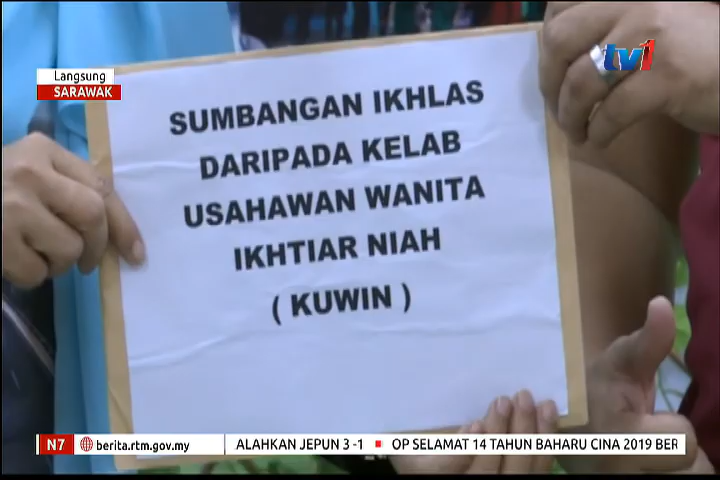 Langsung
SARAWAK
tv1
SUMBANGAN IKHLAS
DARIPADA KELAB
USAHAWAN WANITA
IKHTIAR NIAH
( KUWIN )
N7 berita.rtm.gov.my ALAHKAN JEPUN 3-1 ■ OP SELAMAT 14 TAHUN BAHARU CINA 2019 BER